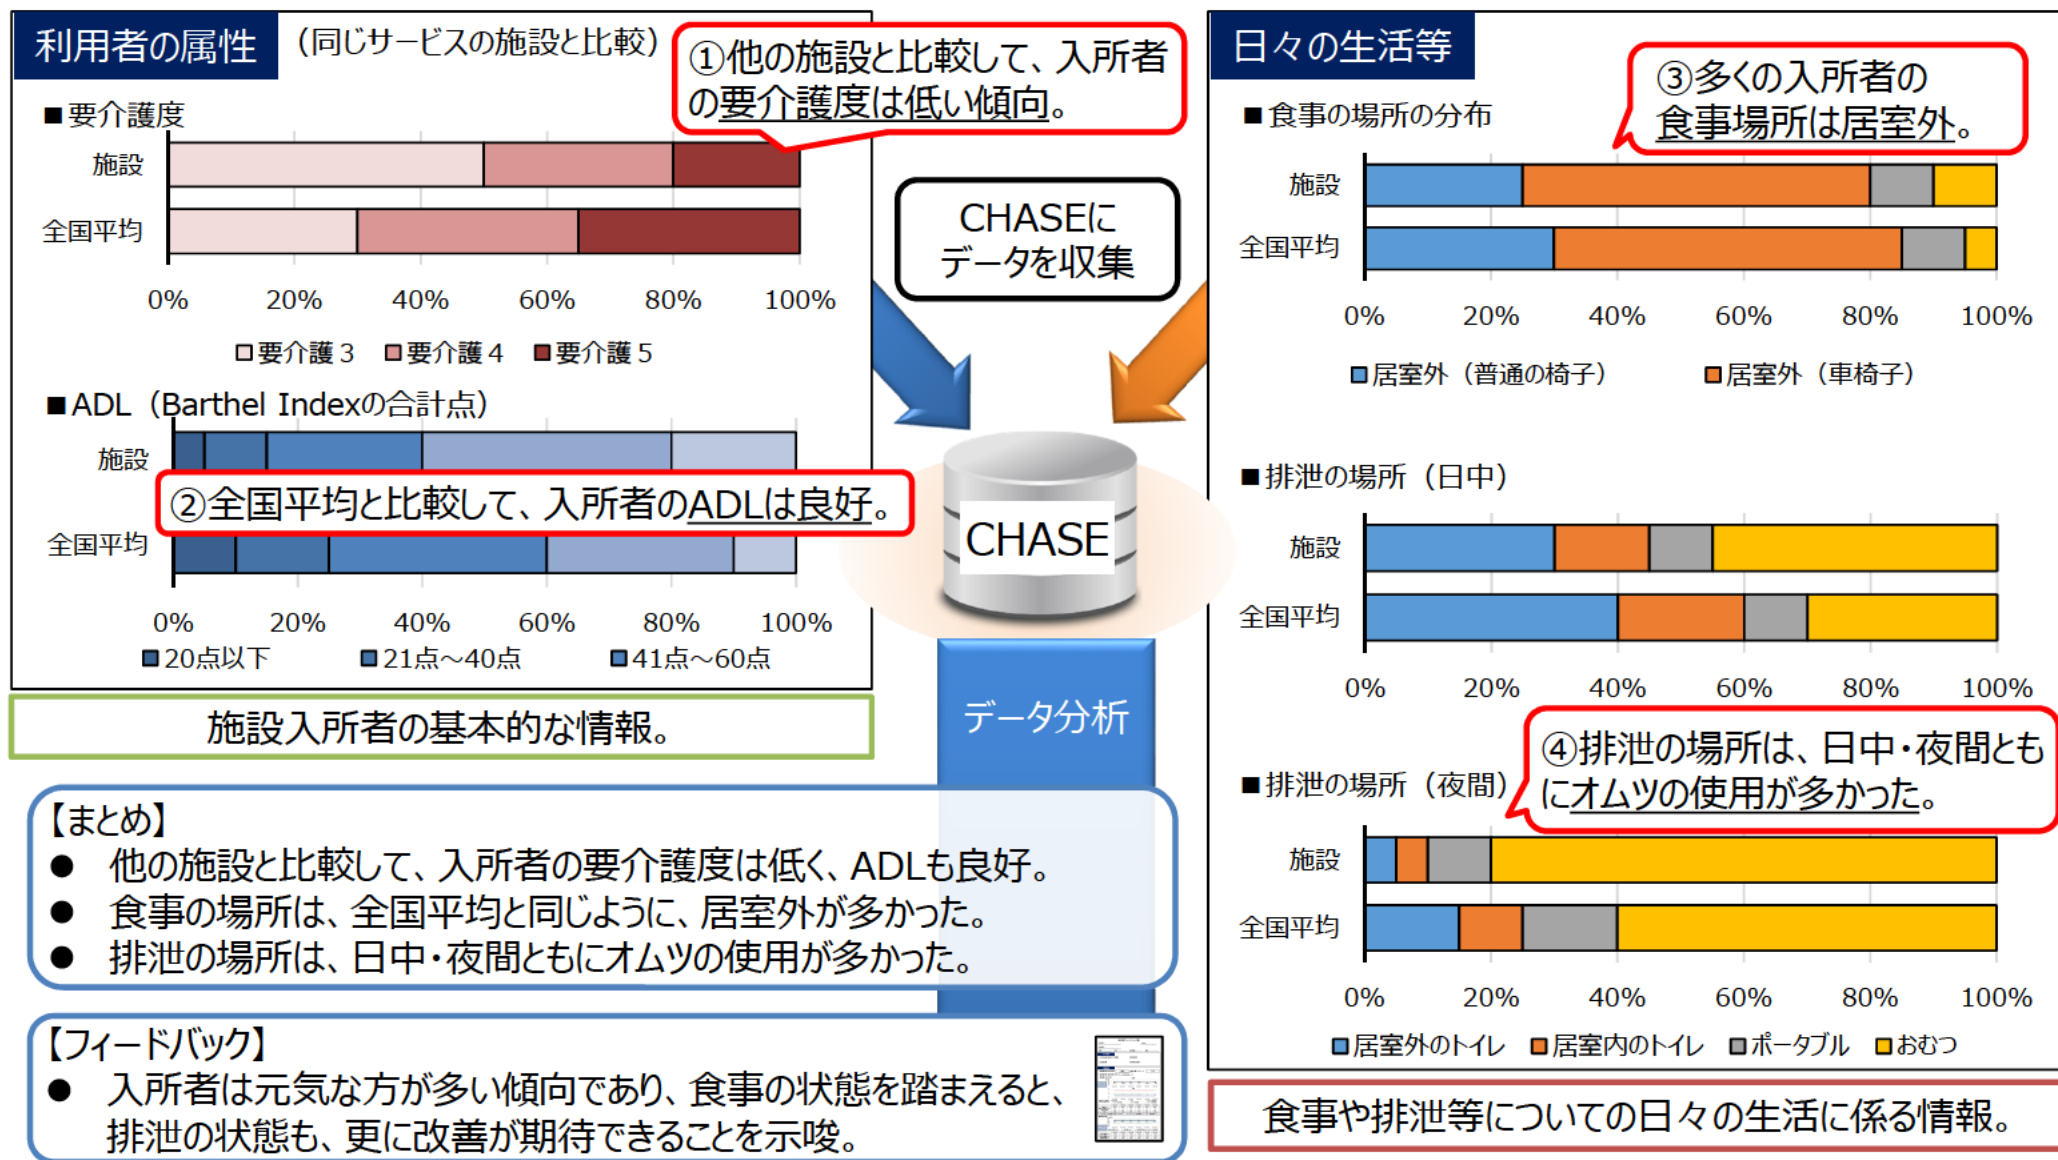 利用者の属性
（同じサービスの施設と比較）
①他の施設と比較して、入所者
の要介護度は低い傾向。
■要介護度
施設
全国平均
0% 20% 40% 60% 80% 100%
要介護３ 要介護４ 要介護５
■ADL（Barthel Indexの合計点）
施設
②全国平均と比較して、入所者のADLは良好。
全国平均
0% 20% 40% 60% 80% 100%
20点以下 21点～40点 41点～60点
施設入所者の基本的な情報。
CHASEに
データを収集
CHASE
データ分析
日々の生活等
③多くの入所者の
食事場所は居室外。
■食事の場所の分布
施設
全国平均
0% 20% 40% 60% 80% 100%
居室外（普通の椅子） 居室外（車椅子）
■排泄の場所（日中）
施設
全国平均
0% 20% 40% 60% 80% 100%
④排泄の場所は、日中・夜間とも
にオムツの使用が多かった。
■排泄の場所（夜間）
施設
全国平均
0% 20% 40% 60% 80% 100%
居室外のトイレ 居室内のトイレ ポータブル おむつ
食事や排泄等についての日々の生活に係る情報。
【まとめ】
● 他の施設と比較して、入所者の要介護度は低く、ADLも良好。
● 食事の場所は、全国平均と同じように、居室外が多かった。
● 排泄の場所は、日中・夜間ともにオムツの使用が多かった。
【フィードバック】
● 入所者は元気な方が多い傾向であり、食事の状態を踏まえると、
排泄の状態も、更に改善が期待できることを示唆。